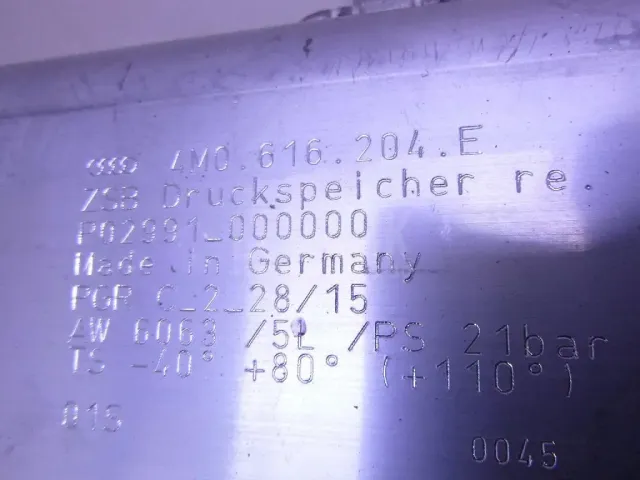 4M0.616.204.E
ZSB Druckspeicher re.
P02991_000000
Made in Germany
PGR C_2_28/15
AW 6063 /5L /PS 21bar
TS -40° +80° (+110°)
015
0045